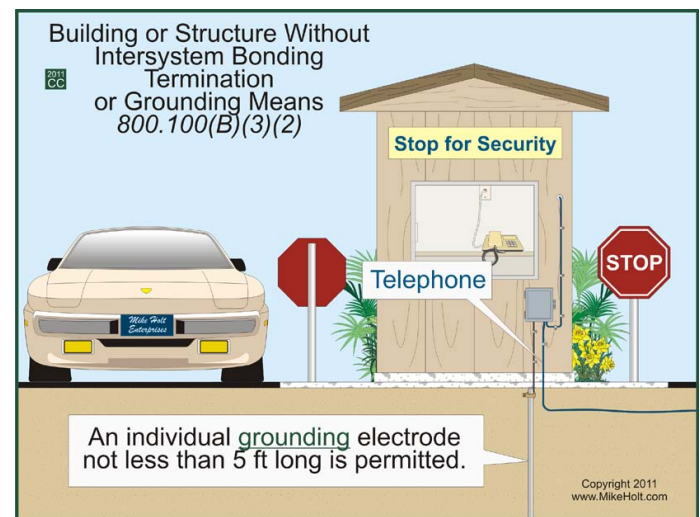 Building or Structure Without
Intersystem Bonding
Termination
or Grounding Means
800.100(B)(3)(2)
2011
CC
Stop for Security
STOP
Telephone
Mike Holt
Enterprises
An individual grounding electrode
not less than 5 ft long is permitted.
Copyright 2011
www.MikeHolt.com